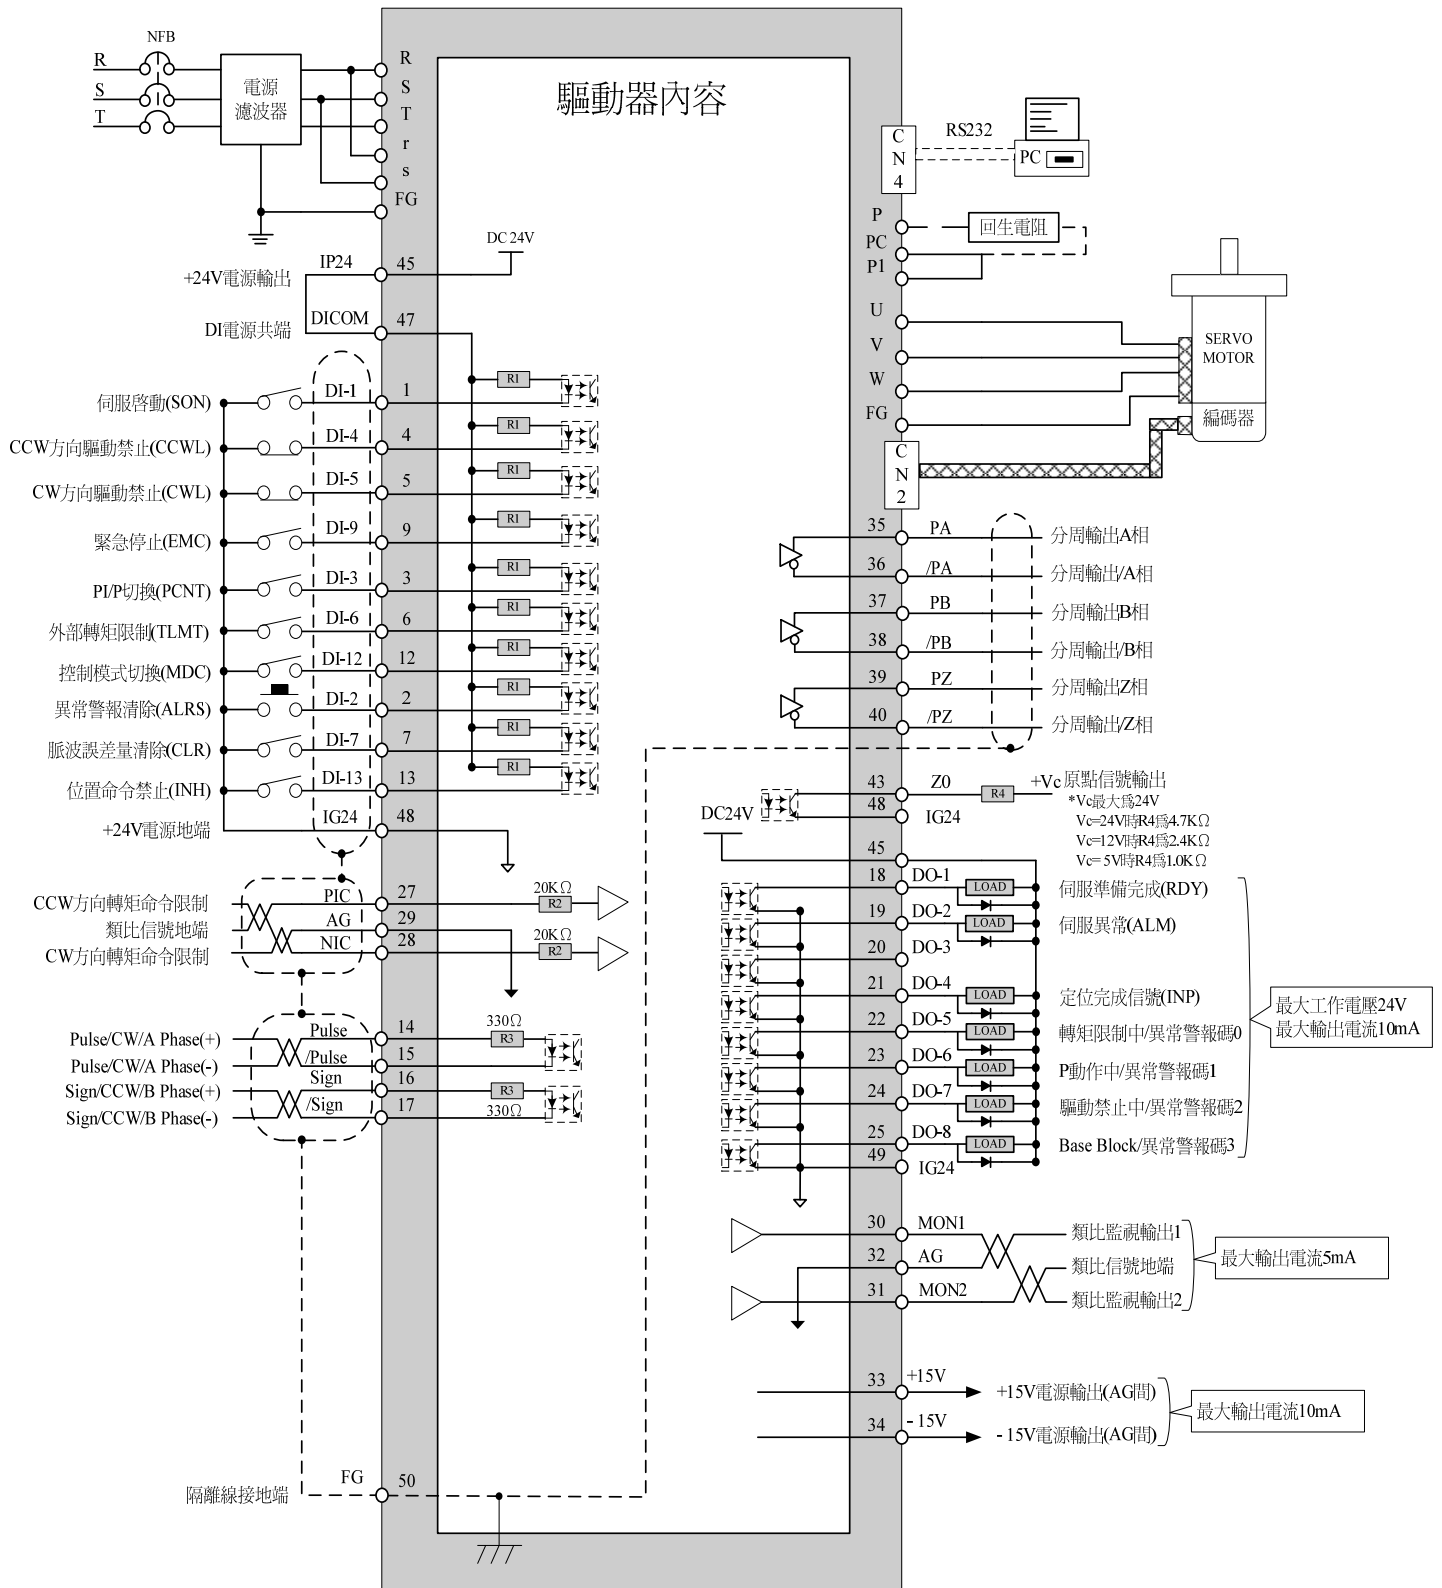 NFB
R
S
T
電源
濾波器
R
S
T
r
s
FG
驅動器內容
C
N
4
RS232
PC
P
PC
P1
回生電阻
U
V
W
FG
SERVO
MOTOR
編碼器
C
N
2
DC 24V
+24V電源輸出
IP24
45
DI電源共端
DICOM
47
伺服啓動(SON)
DI-1
1
R1
CCW方向驅動禁止(CCWL)
DI-4
4
R1
CW方向驅動禁止(CWL)
DI-5
5
R1
緊急停止(EMC)
DI-9
9
R1
PI/P切換(PCNT)
DI-3
3
R1
外部轉矩限制(TLMT)
DI-6
6
R1
控制模式切換(MDC)
DI-12
12
R1
異常警報清除(ALRS)
DI-2
2
R1
脈波誤差量清除(CLR)
DI-7
7
R1
位置命令禁止(INH)
DI-13
13
R1
+24V電源地端
IG24
48
CCW方向轉矩命令限制
PIC
27
20KΩ
R2
類比信號地端
AG
29
CW方向轉矩命令限制
NIC
28
20KΩ
R2
Pulse/CW/A Phase(+)
Pulse
14
330Ω
R3
Pulse/CW/A Phase(-)
/Pulse
15
Sign/CCW/B Phase(+)
Sign
16
R3
Sign/CCW/B Phase(-)
/Sign
17
330Ω
隔離線接地端
FG
50
35
PA
分周輸出A相
36
/PA
分周輸出/A相
37
PB
分周輸出B相
38
/PB
分周輸出/B相
39
PZ
分周輸出Z相
40
/PZ
分周輸出/Z相
43
Z0
R4
+Vc 原點信號輸出
*Vc最大爲24V
Vc=24V時R4爲4.7KΩ
Vc=12V時R4爲2.4KΩ
Vc= 5V時R4爲1.0KΩ
48
IG24
DC24V
45
18
DO-1
LOAD
伺服準備完成(RDY)
19
DO-2
LOAD
伺服異常(ALM)
20
DO-3
21
DO-4
LOAD
定位完成信號(INP)
22
DO-5
LOAD
轉矩限制中/異常警報碼0
23
DO-6
LOAD
P動作中/異常警報碼1
24
DO-7
LOAD
驅動禁止中/異常警報碼2
25
DO-8
LOAD
Base Block/異常警報碼3
49
IG24
最大工作電壓24V
最大輸出電流10mA
30
MON1
類比監視輸出1
32
AG
類比信號地端
31
MON2
類比監視輸出2
最大輸出電流5mA
33
+15V
+15V電源輸出(AG間)
34
- 15V
- 15V電源輸出(AG間)
最大輸出電流10mA